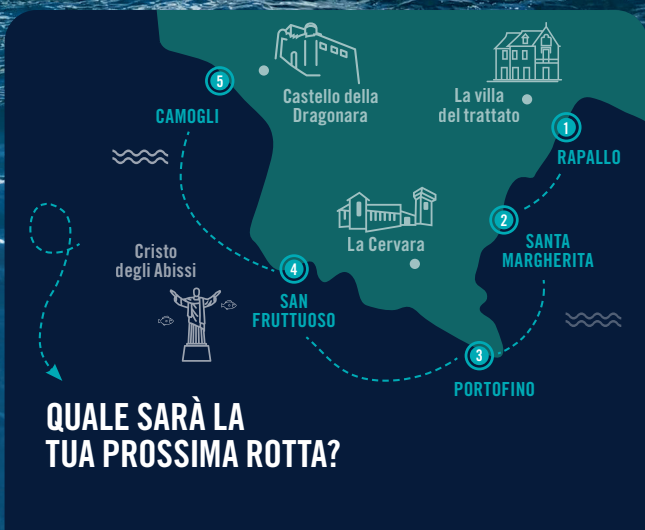 5
CAMOGLI
Castello della
Dragonara
La villa
del trattato
1
RAPALLO
2
SANTA
MARGHERITA
La Cervara
Cristo
degli Abissi
4
SAN
FRUTTUOSO
3
PORTOFINO
QUALE SARÀ LA
TUA PROSSIMA ROTTA?